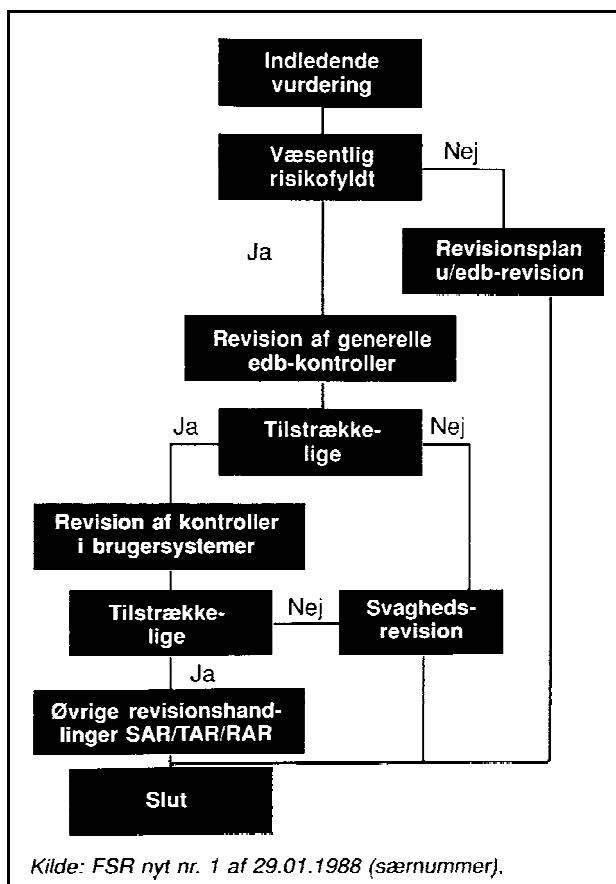 Indledende
vurdering
Væsentlig
risikofyldt
Nej
Ja
Revisionsplan
u/edb-revision
Revision af generelle
edb-kontroller
Ja
Tilstrække-
lige
Nej
Revision af kontroller
i brugersystemer
Tilstrække-
lige
Nej
Svagheds-
revision
Ja
Øvrige revisionshand-
linger SAR/TAR/RAR
Slut
Kilde: FSR nyt nr. 1 af 29.01.1988 (særnummer).